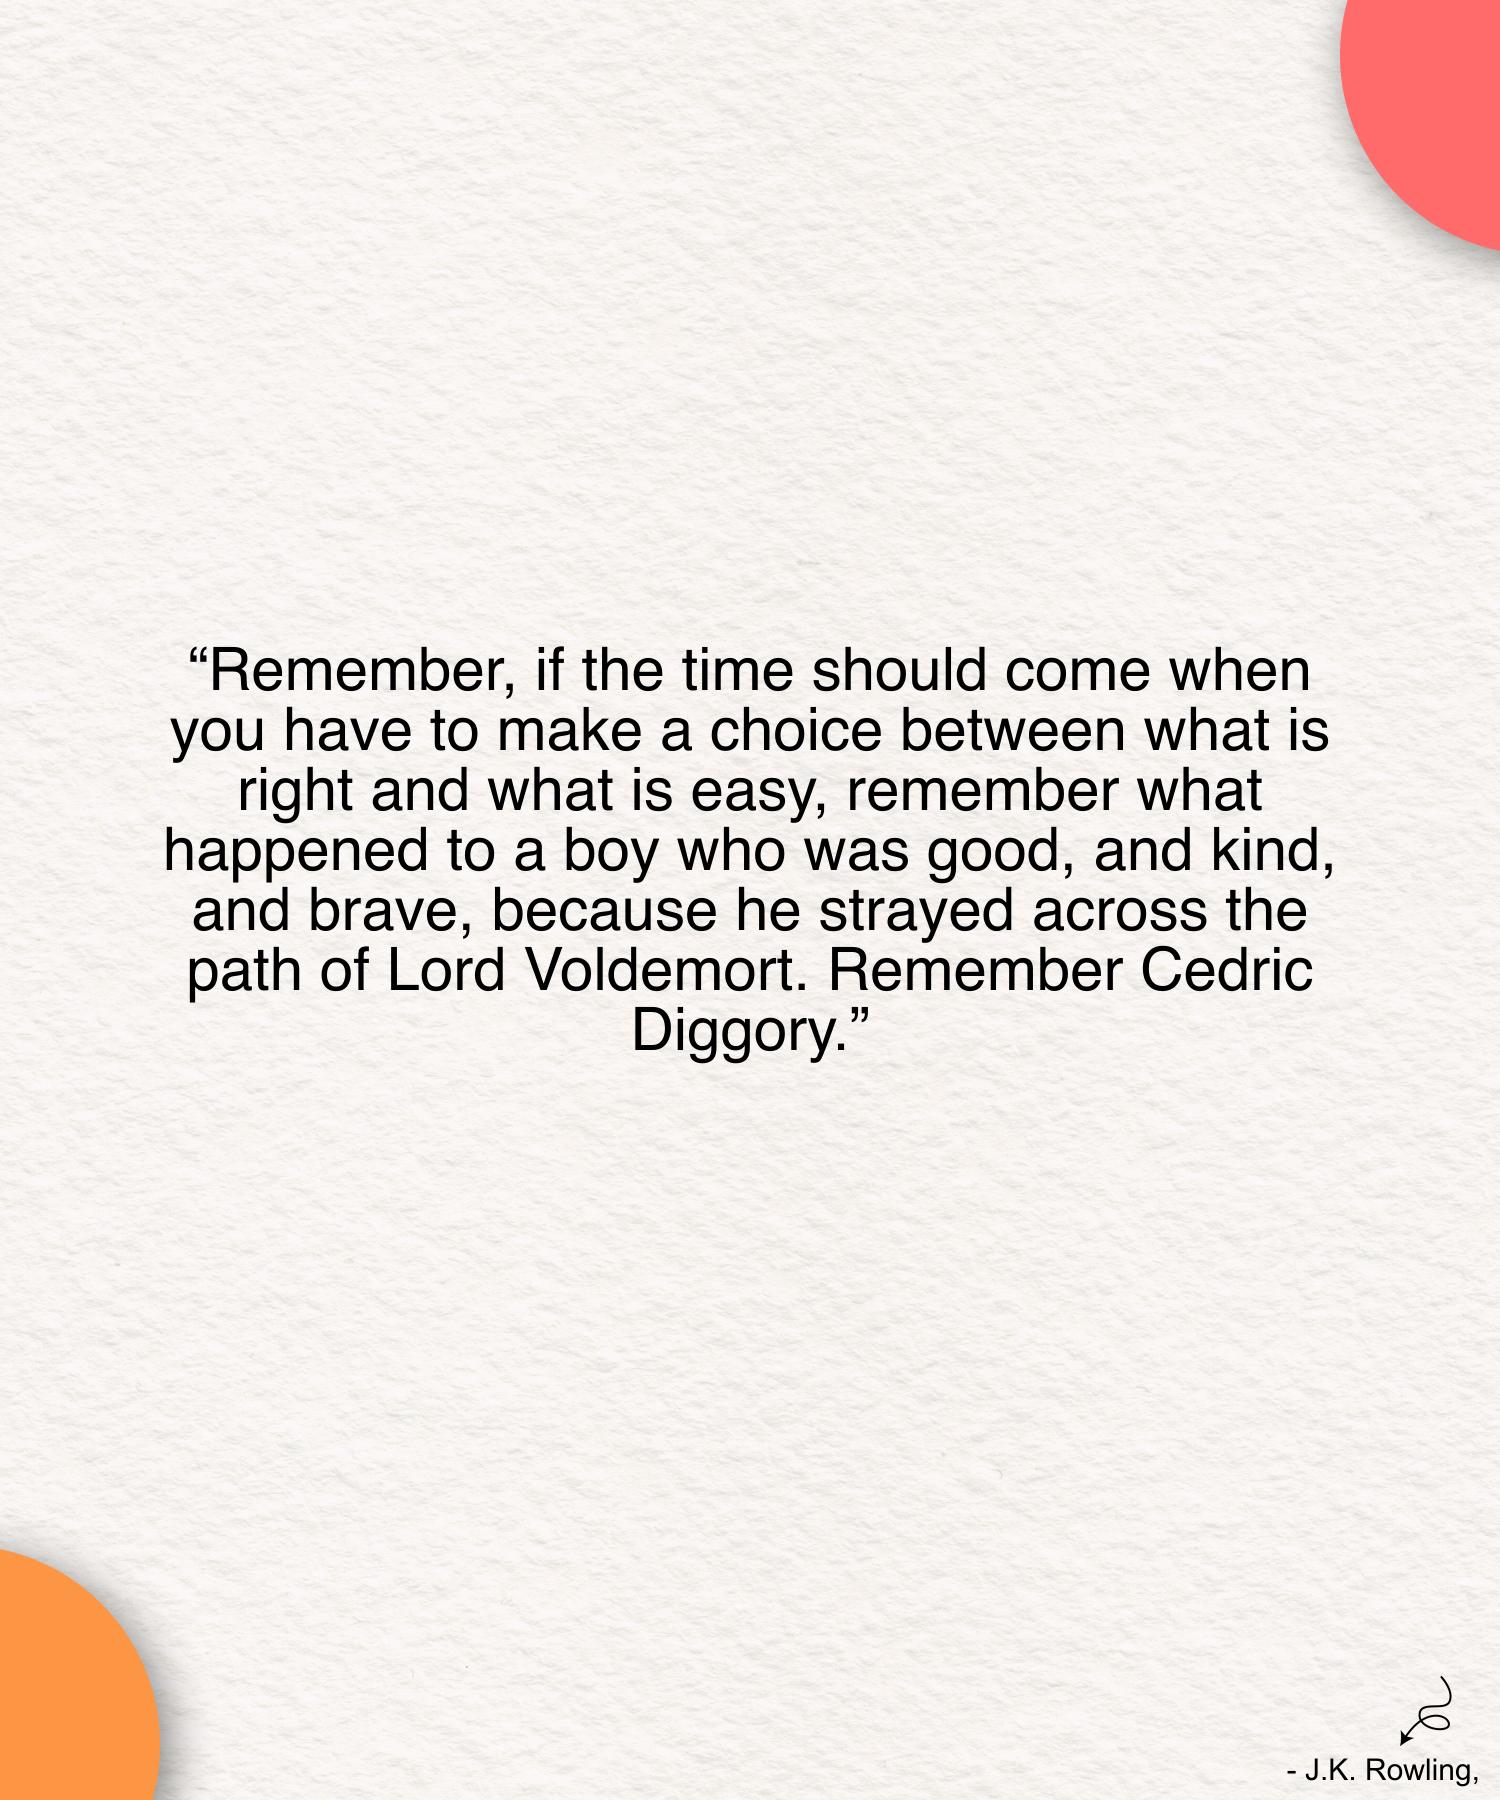 “Remember, if the time should come when
you have to make a choice between what is
right and what is easy, remember what
happened to a boy who was good, and kind,
and brave, because he strayed across the
path of Lord Voldemort. Remember Cedric
Diggory.”
- J.K. Rowling,